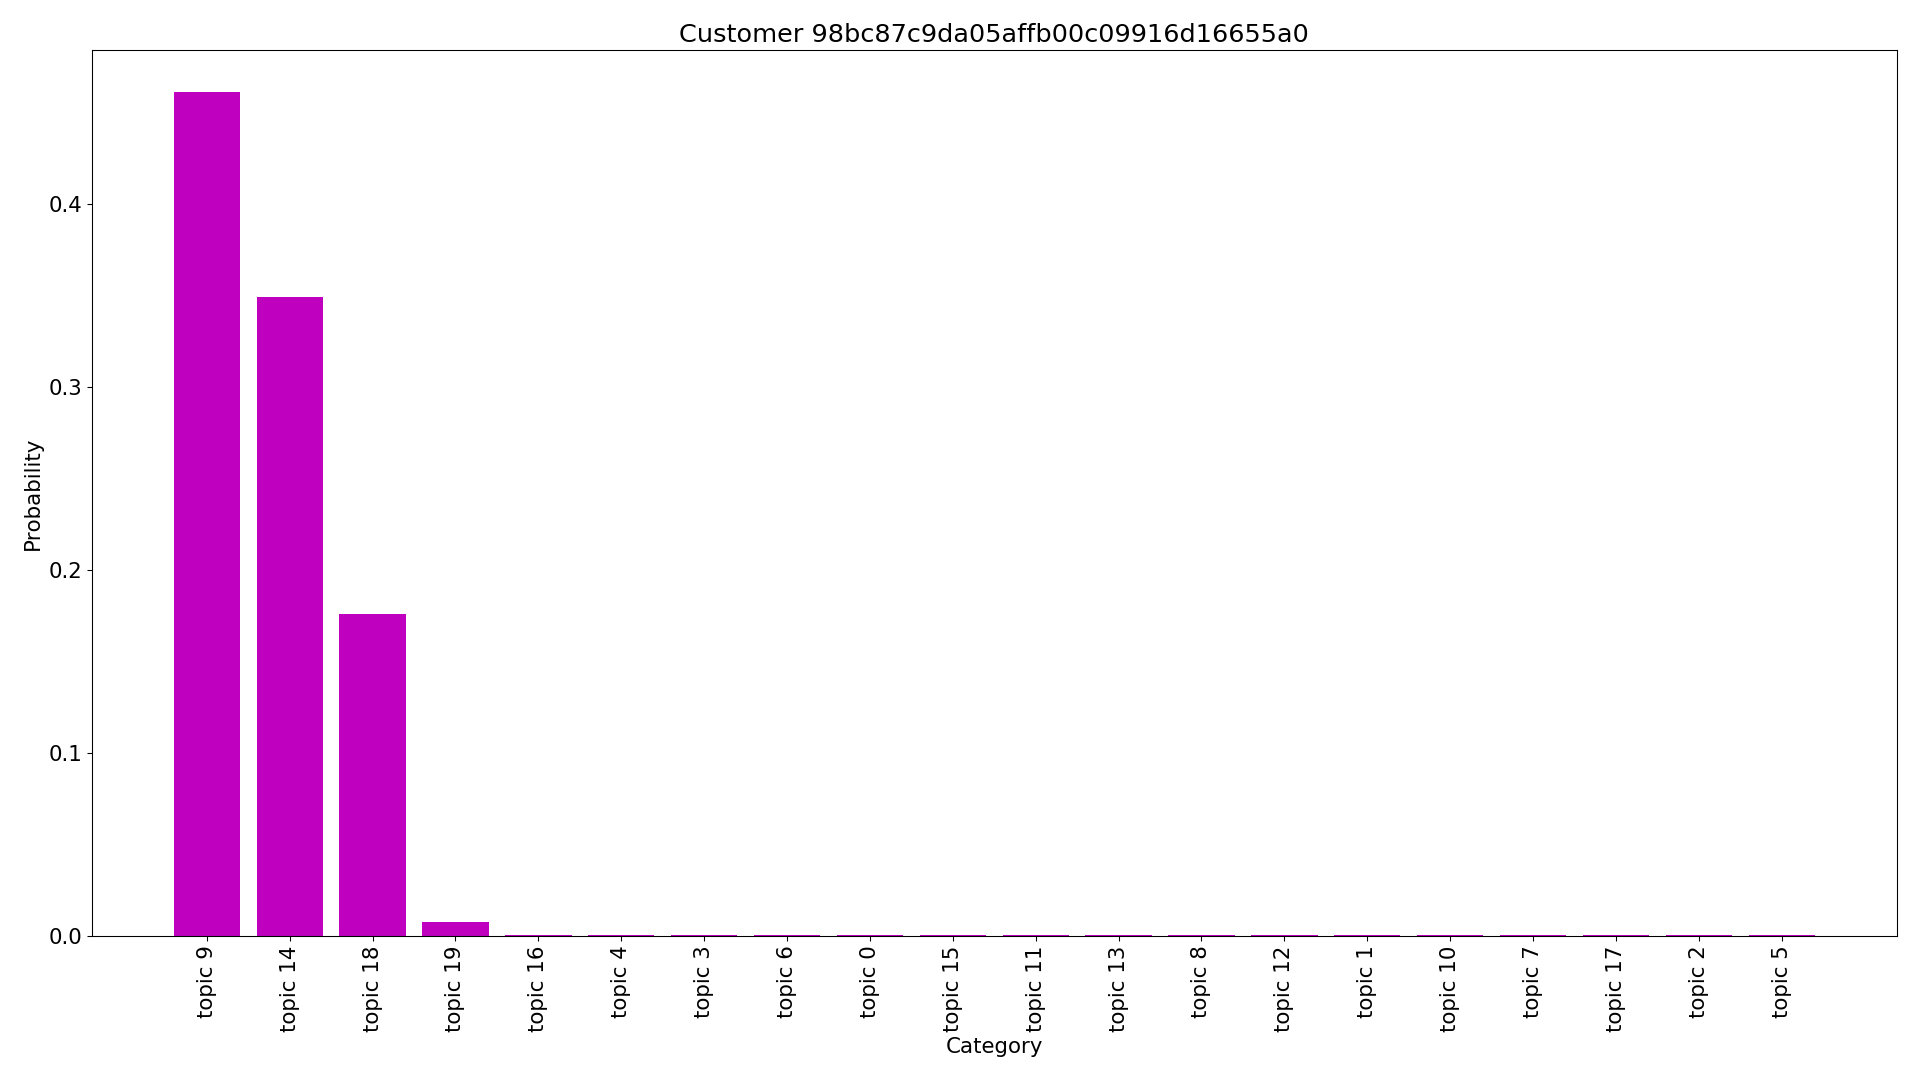 Customer 98bc87c9da05affb00c09916d16655a0
Probability
0.4
0.3
0.2
0.1
0.0
topic 9
topic 14
topic 18
topic 19
topic 16
topic 4
topic 3
topic 6
topic 0
topic 15
topic 11
topic 13
topic 8
topic 12
topic 1
topic 10
topic 7
topic 17
topic 2
topic 5
Category